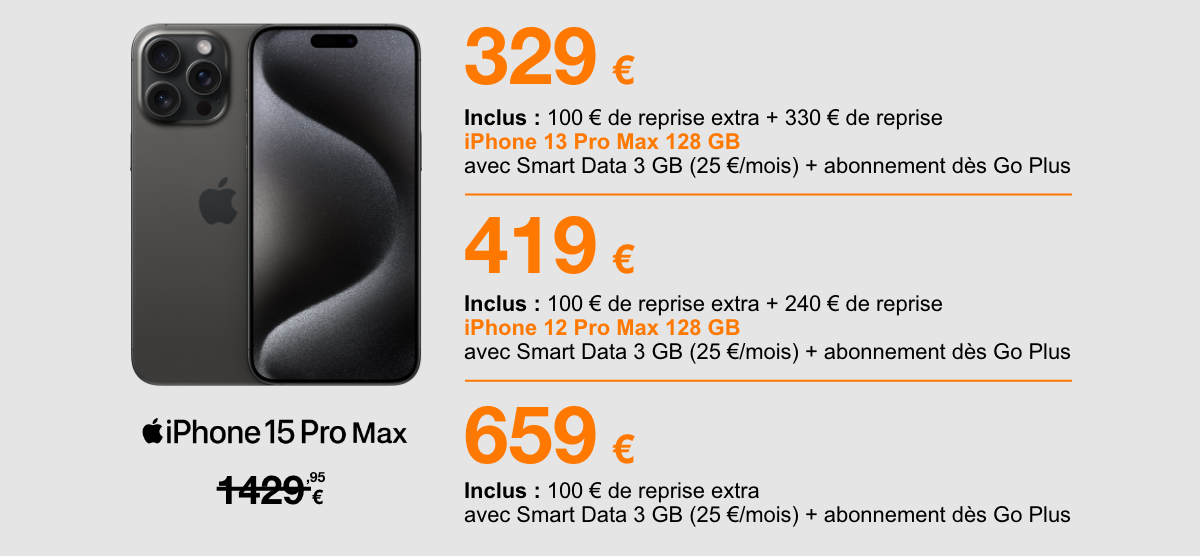 329 €
Inclus : 100 € de reprise extra + 330 € de reprise
iPhone 13 Pro Max 128 GB
avec Smart Data 3 GB (25 €/mois) + abonnement dès Go Plus
419 €
Inclus : 100 € de reprise extra + 240 € de reprise
iPhone 12 Pro Max 128 GB
avec Smart Data 3 GB (25 €/mois) + abonnement dès Go Plus
659 €
Inclus : 100 € de reprise extra
avec Smart Data 3 GB (25 €/mois) + abonnement dès Go Plus
iPhone 15 Pro Max
1429,95 €